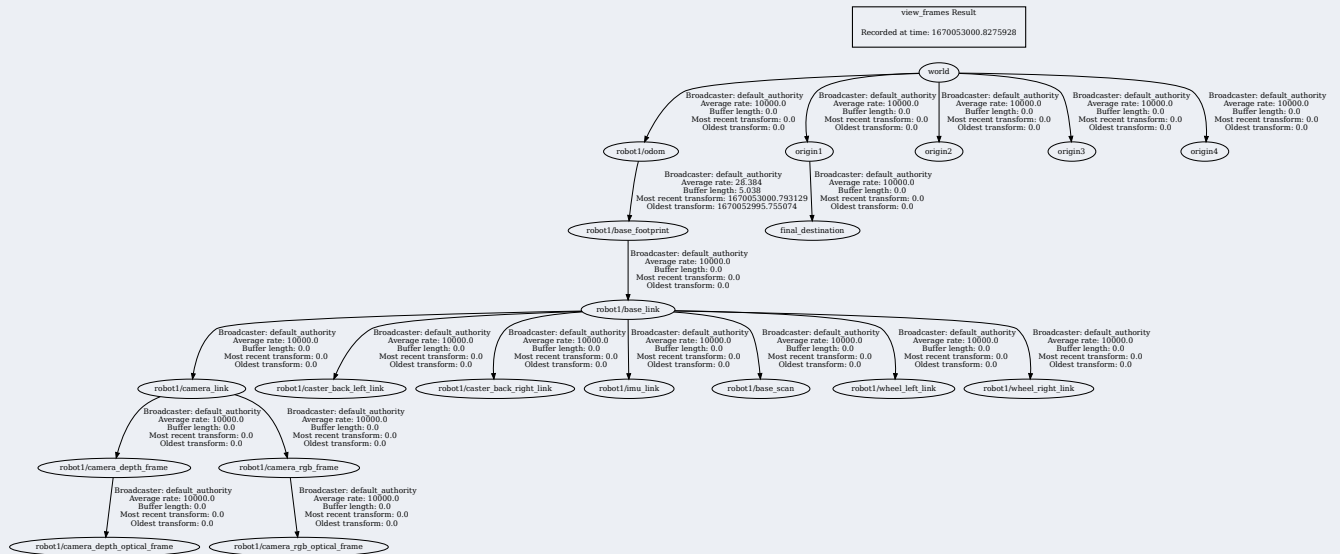 view_frames Result
Recorded at time: 1670053000.8275928
world
Broadcaster: default_authority
Average rate: 10000.0
Buffer length: 0.0
Most recent transform: 0.0
Oldest transform: 0.0
Broadcaster: default_authority
Average rate: 10000.0
Buffer length: 0.0
Most recent transform: 0.0
Oldest transform: 0.0
Broadcaster: default_authority
Average rate: 10000.0
Buffer length: 0.0
Most recent transform: 0.0
Oldest transform: 0.0
Broadcaster: default_authority
Average rate: 10000.0
Buffer length: 0.0
Most recent transform: 0.0
Oldest transform: 0.0
Broadcaster: default_authority
Average rate: 10000.0
Buffer length: 0.0
Most recent transform: 0.0
Oldest transform: 0.0
robot1/odom
origin1
origin2
origin3
origin4
Broadcaster: default_authority
Average rate: 28.384
Buffer length: 5.038
Most recent transform: 1670053000.793129
Oldest transform: 1670052995.755074
Broadcaster: default_authority
Average rate: 10000.0
Buffer length: 0.0
Most recent transform: 0.0
Oldest transform: 0.0
robot1/base_footprint
final_destination
Broadcaster: default_authority
Average rate: 10000.0
Buffer length: 0.0
Most recent transform: 0.0
Oldest transform: 0.0
robot1/base_link
Broadcaster: default_authority
Average rate: 10000.0
Buffer length: 0.0
Most recent transform: 0.0
Oldest transform: 0.0
Broadcaster: default_authority
Average rate: 10000.0
Buffer length: 0.0
Most recent transform: 0.0
Oldest transform: 0.0
Broadcaster: default_authority
Average rate: 10000.0
Buffer length: 0.0
Most recent transform: 0.0
Oldest transform: 0.0
Broadcaster: default_authority
Average rate: 10000.0
Buffer length: 0.0
Most recent transform: 0.0
Oldest transform: 0.0
Broadcaster: default_authority
Average rate: 10000.0
Buffer length: 0.0
Most recent transform: 0.0
Oldest transform: 0.0
Broadcaster: default_authority
Average rate: 10000.0
Buffer length: 0.0
Most recent transform: 0.0
Oldest transform: 0.0
Broadcaster: default_authority
Average rate: 10000.0
Buffer length: 0.0
Most recent transform: 0.0
Oldest transform: 0.0
robot1/camera_link
robot1/caster_back_left_link
robot1/caster_back_right_link
robot1/imu_link
robot1/base_scan
robot1/wheel_left_link
robot1/wheel_right_link
Broadcaster: default_authority
Average rate: 10000.0
Buffer length: 0.0
Most recent transform: 0.0
Oldest transform: 0.0
Broadcaster: default_authority
Average rate: 10000.0
Buffer length: 0.0
Most recent transform: 0.0
Oldest transform: 0.0
robot1/camera_depth_frame
robot1/camera_rgb_frame
Broadcaster: default_authority
Average rate: 10000.0
Buffer length: 0.0
Most recent transform: 0.0
Oldest transform: 0.0
Broadcaster: default_authority
Average rate: 10000.0
Buffer length: 0.0
Most recent transform: 0.0
Oldest transform: 0.0
robot1/camera_depth_optical_frame
robot1/camera_rgb_optical_frame